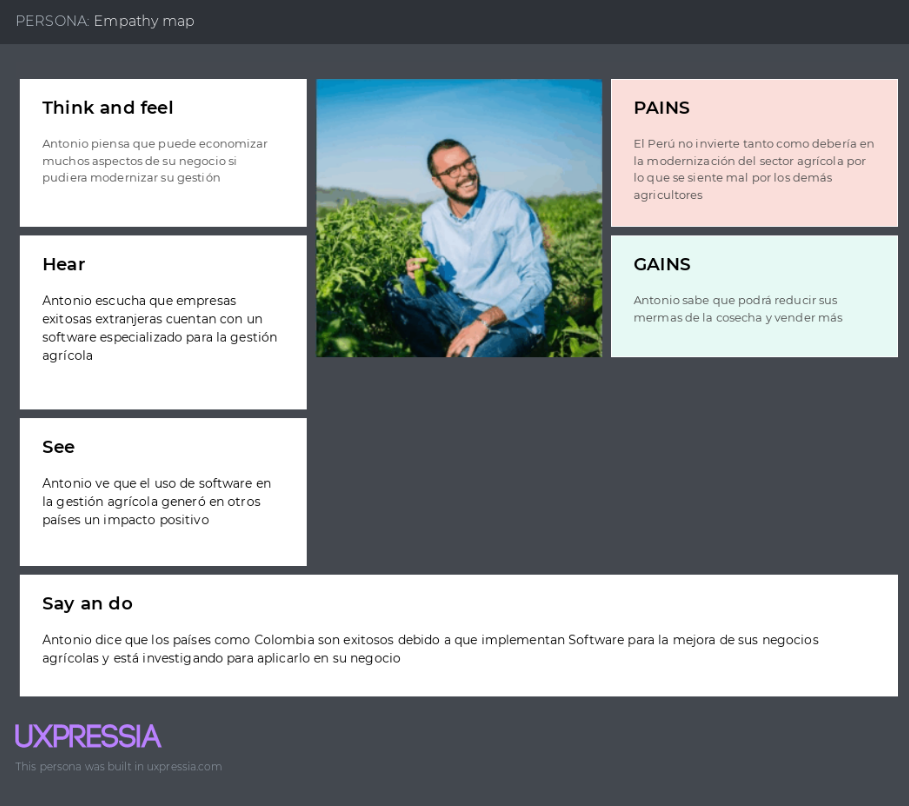 PERSONA: Empathy map
Think and feel
Antonio piensa que puede economizar
muchos aspectos de su negocio si
pudiera modernizar su gestión
PAINS
El Perú no invierte tanto como debería en
la modernización del sector agrícola por
lo que se siente mal por los demás
agricultores
Hear
Antonio escucha que empresas
exitosas extranjeras cuentan con un
software especializado para la gestión
agrícola
GAINS
Antonio sabe que podrá reducir sus
mermas de la cosecha y vender más
See
Antonio ve que el uso de software en
la gestión agrícola generó en otros
países un impacto positivo
Say an do
Antonio dice que los países como Colombia son exitosos debido a que implementan Software para la mejora de sus negocios
agrícolas y está investigando para aplicarlo en su negocio
UXPRESSIA
This persona was built in uxpressia.com